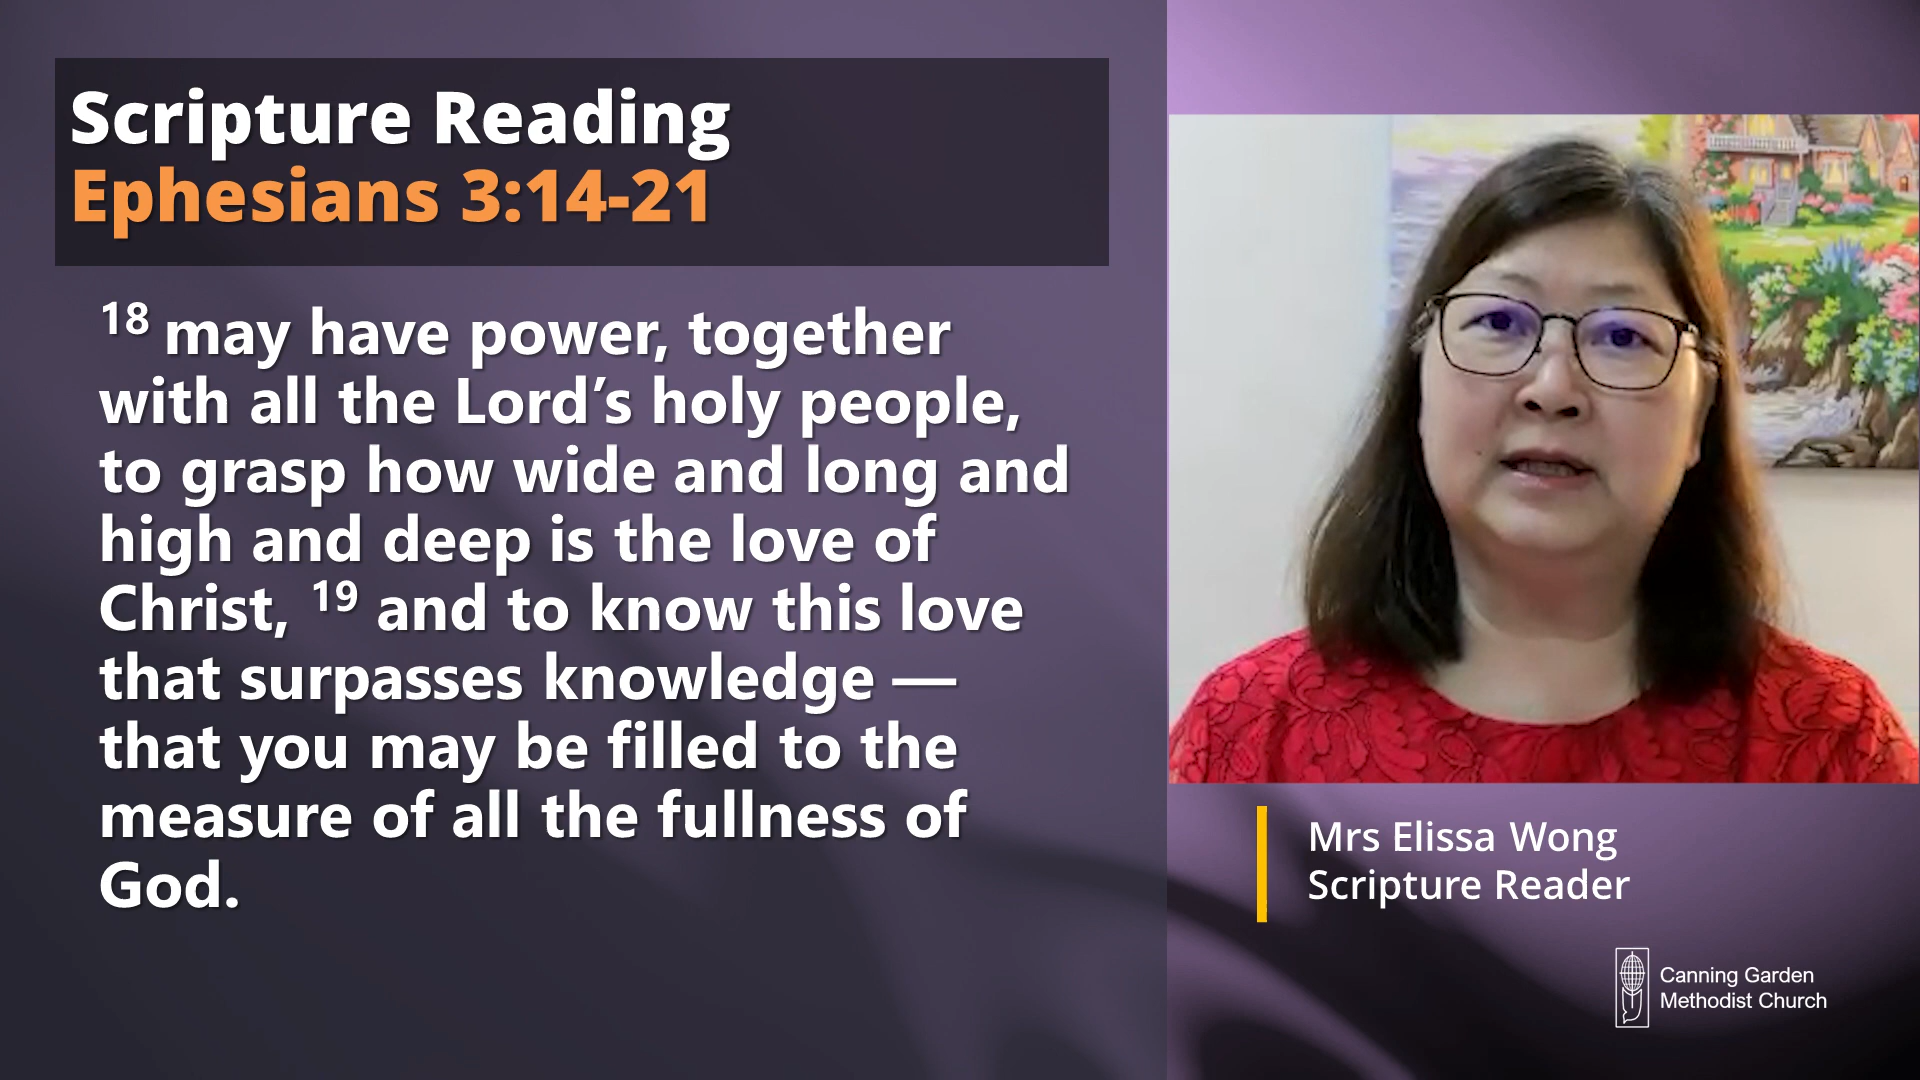 Scripture Reading
Ephesians 3:14-21
18 may have power, together
with all the Lord’s holy people,
to grasp how wide and long and
high and deep is the love of
Christ, 19 and to know this love
that surpasses knowledge —
that you may be filled to the
measure of all the fullness of
God.
Mrs Elissa Wong
Scripture Reader
Canning Garden
Methodist Church